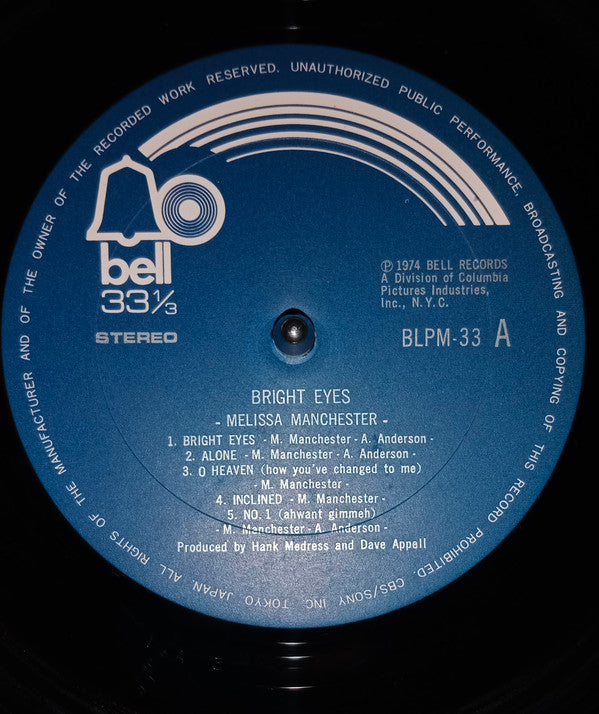 ALL RIGHTS OF THE MANUFACTURER AND OF THE OWNER OF THE RECORDED WORK RESERVED. UNAUTHORIZED PUBLIC PERFORMANCE, BROADCASTING AND COPYING OF THIS RECORD PROHIBITED. CBS/SONY INC. TOKYO JAPAN.
bell
33⅓
STEREO
℗ 1974 BELL RECORDS
A Division of Columbia
Pictures Industries,
Inc., N.Y.C.
BLPM-33 A
BRIGHT EYES
- MELISSA MANCHESTER -
1. BRIGHT EYES - M. Manchester - A. Anderson -
2. ALONE - M. Manchester - A. Anderson -
3. O HEAVEN (how you've changed to me)
- M. Manchester -
4. INCLINED - M. Manchester -
5. NO. 1 (ahwant gimmeh)
- M. Manchester - A. Anderson -
Produced by Hank Medress and Dave Appell